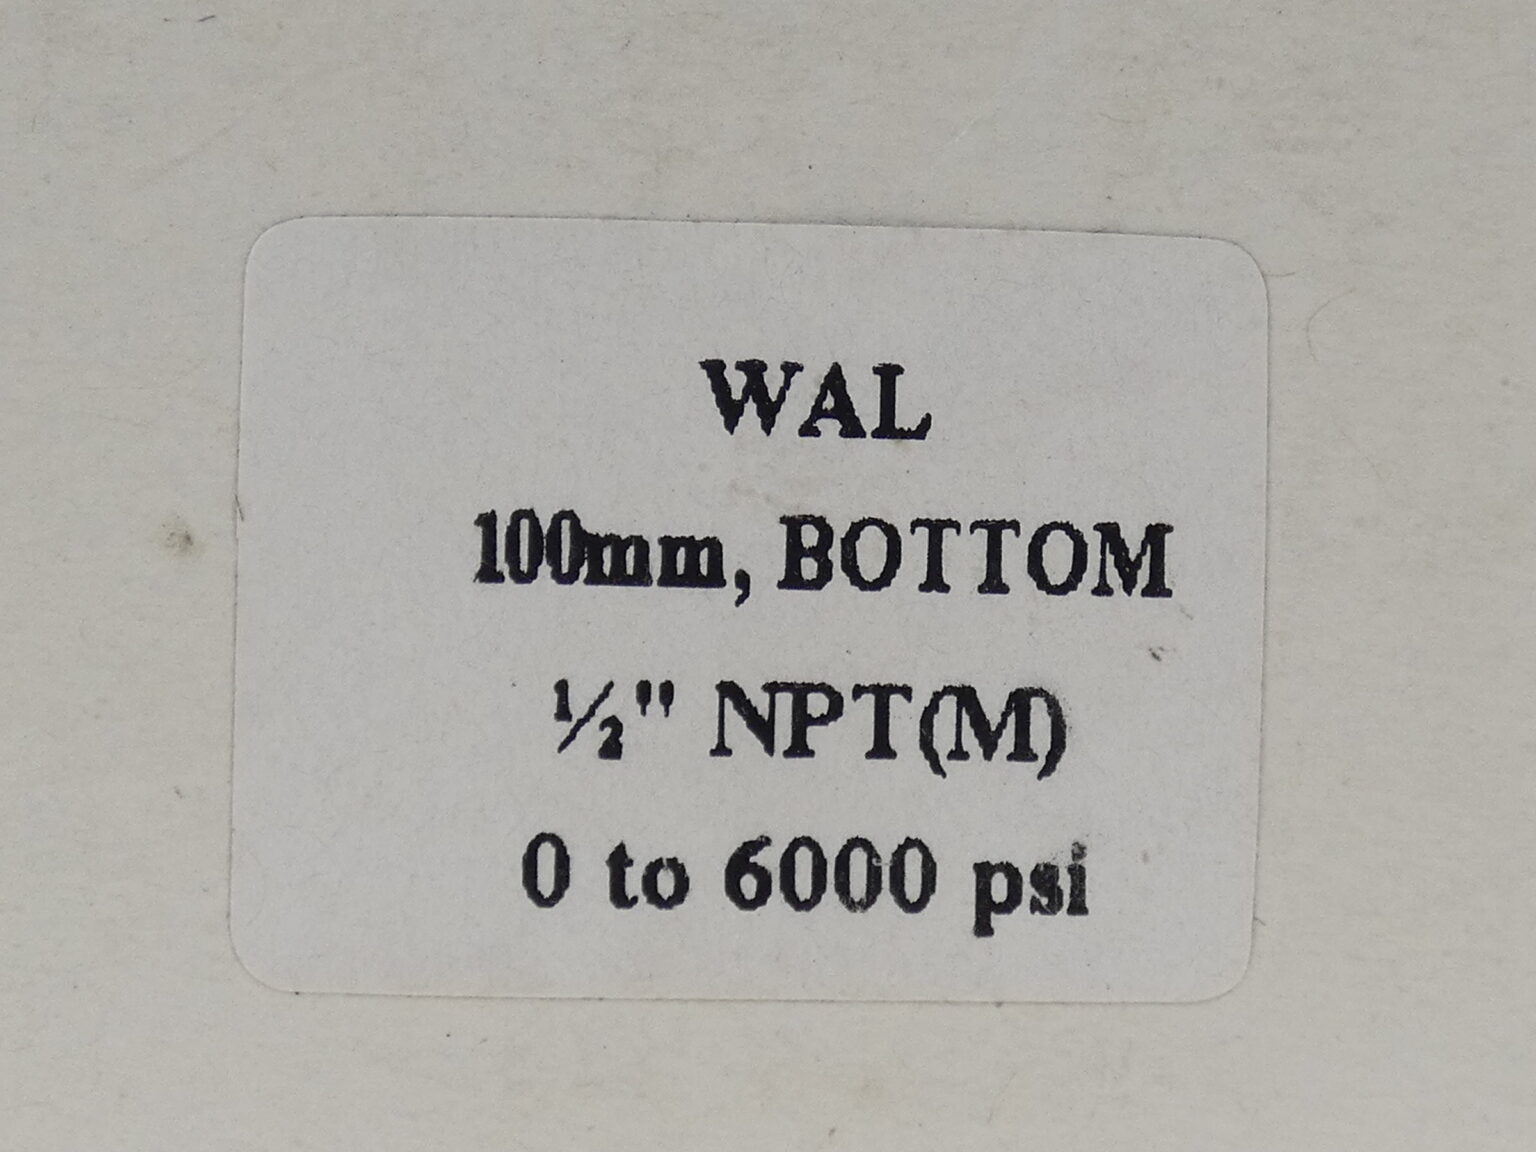 WAL
100mm, BOTTOM
½" NPT(M)
0 to 6000 psi